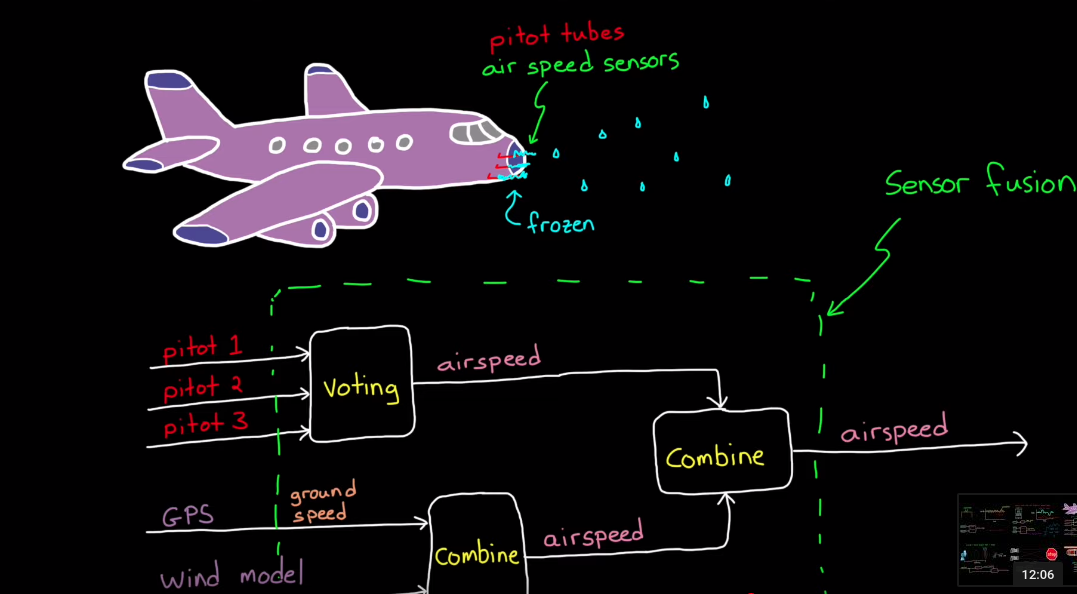 pitot tubes
air speed sensors
frozen
Sensor fusion
pitot 1
pitot 2
pitot 3
Voting
airspeed
Combine
airspeed
GPS
ground
speed
Wind model
Combine
airspeed
12:06